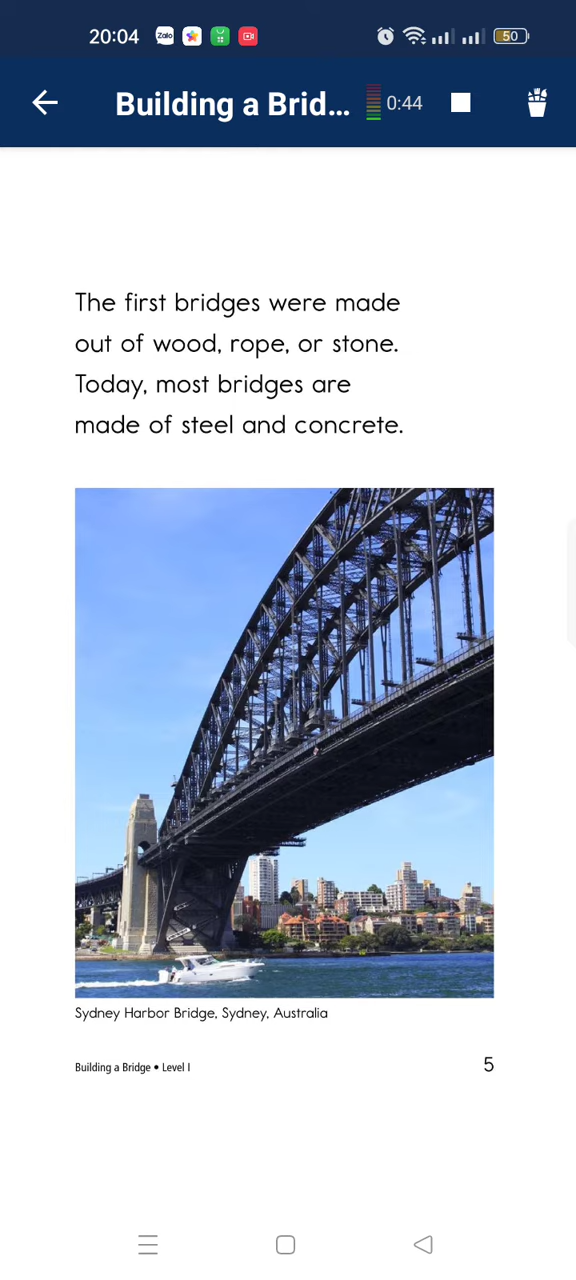 20:04
Zalo
50
Building a Brid...
0:44
The first bridges were made
out of wood, rope, or stone.
Today, most bridges are
made of steel and concrete.
Sydney Harbor Bridge, Sydney, Australia
Building a Bridge • Level I
5